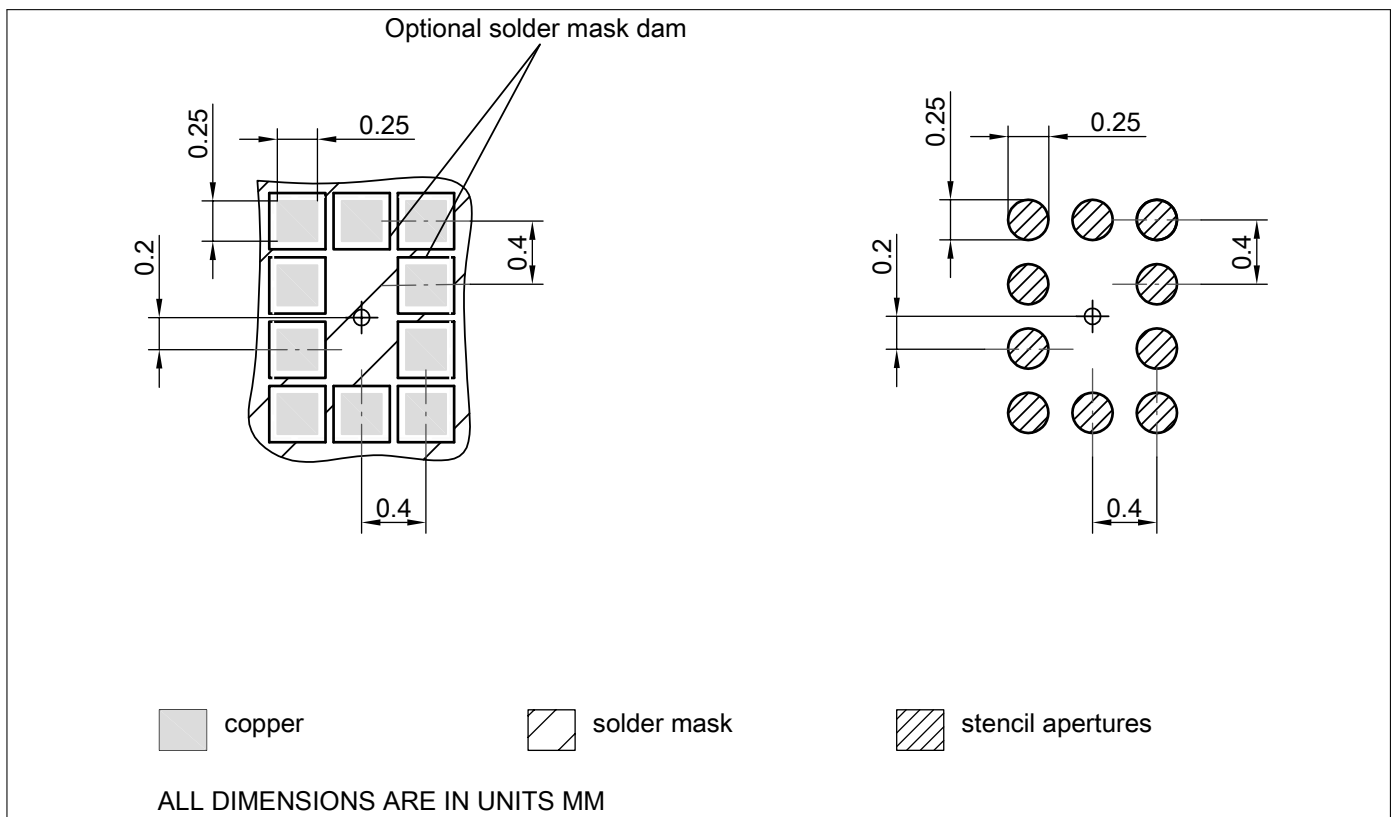 Optional solder mask dam
0.25
0.25
0.2
0.4
0.4
0.25
0.25
0.2
0.4
0.4
copper
solder mask
stencil apertures
ALL DIMENSIONS ARE IN UNITS MM